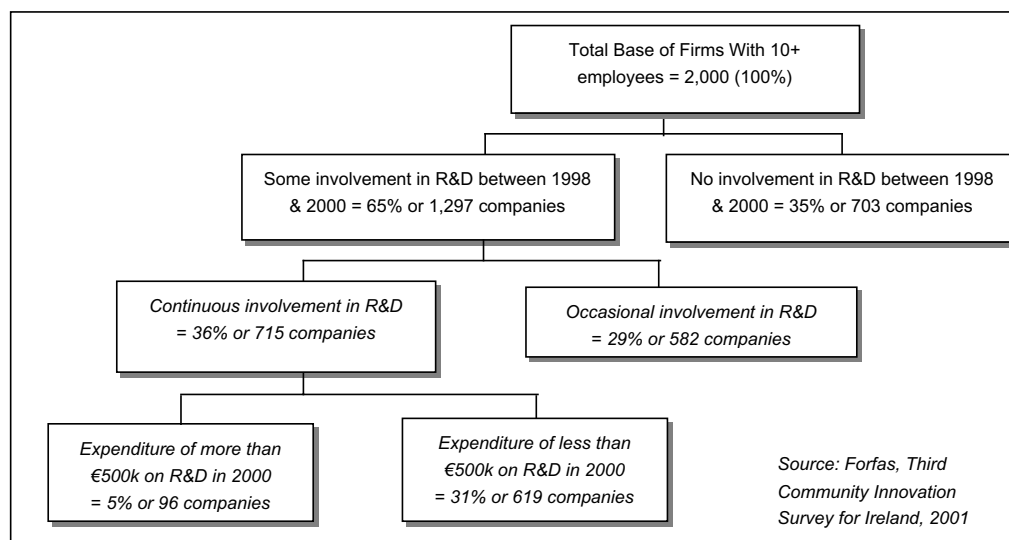 Total Base of Firms With 10+
employees = 2,000 (100%)
Some involvement in R&D between 1998
& 2000 = 65% or 1,297 companies
No involvement in R&D between 1998
& 2000 = 35% or 703 companies
Continuous involvement in R&D
= 36% or 715 companies
Occasional involvement in R&D
= 29% or 582 companies
Expenditure of more than
€500k on R&D in 2000
= 5% or 96 companies
Expenditure of less than
€500k on R&D in 2000
= 31% or 619 companies
Source: Forfas, Third
Community Innovation
Survey for Ireland, 2001